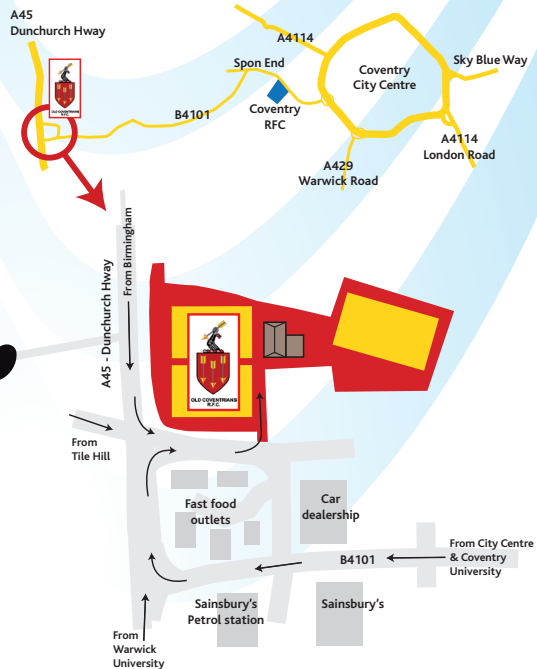 A45
Dunchurch Hway
A4114
Spon End
Coventry
City Centre
Sky Blue Way
OLD COVENTRIANS
R.F.C.
B4101
Coventry
RFC
A4114
London Road
A429
Warwick Road
A45 - Dunchurch Hway
From Birmingham
OLD COVENTRIANS
R.F.C.
From
Tile Hill
Fast food
outlets
Car
dealership
B4101
From City Centre
& Coventry
University
Sainsbury's
Petrol station
Sainsbury's
From
Warwick
University